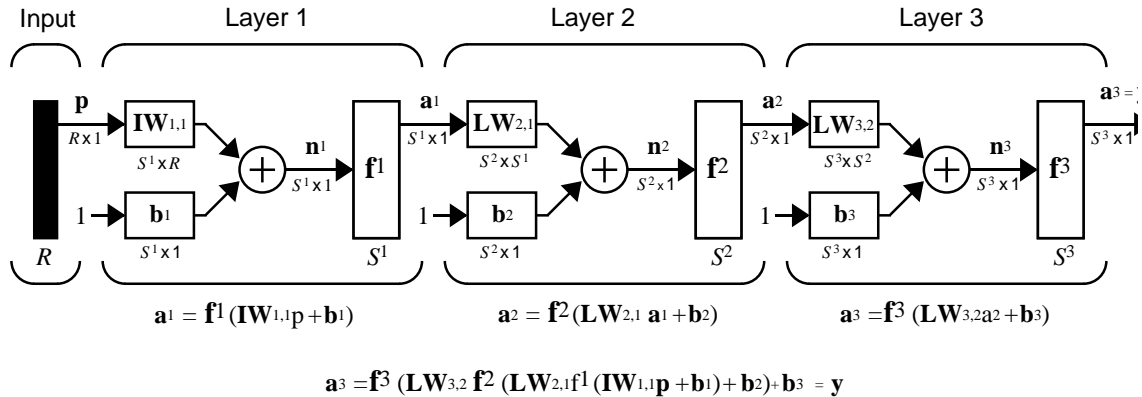 Input Layer 1 Layer 2 Layer 3
p a1 a2 a3 = y
IW1,1 LW2,1 LW3,2
R x 1 n1 S1 x 1 n2 S2 x 1 n3 S3 x 1
S1 x R f1 S2 x S1 f2 S3 x S2 f3
S1 x 1 S2 x 1 S3 x 1
1 b1 1 b2 1 b3
R S1 x 1 S1 S2 x 1 S2 S3 x 1 S3
a1 = f1 (IW1,1p + b1) a2 = f2 (LW2,1 a1 + b2) a3 = f3 (LW3,2a2 + b3)
a3 = f3 (LW3,2 f2 (LW2,1f1 (IW1,1p + b1) + b2) + b3 = y